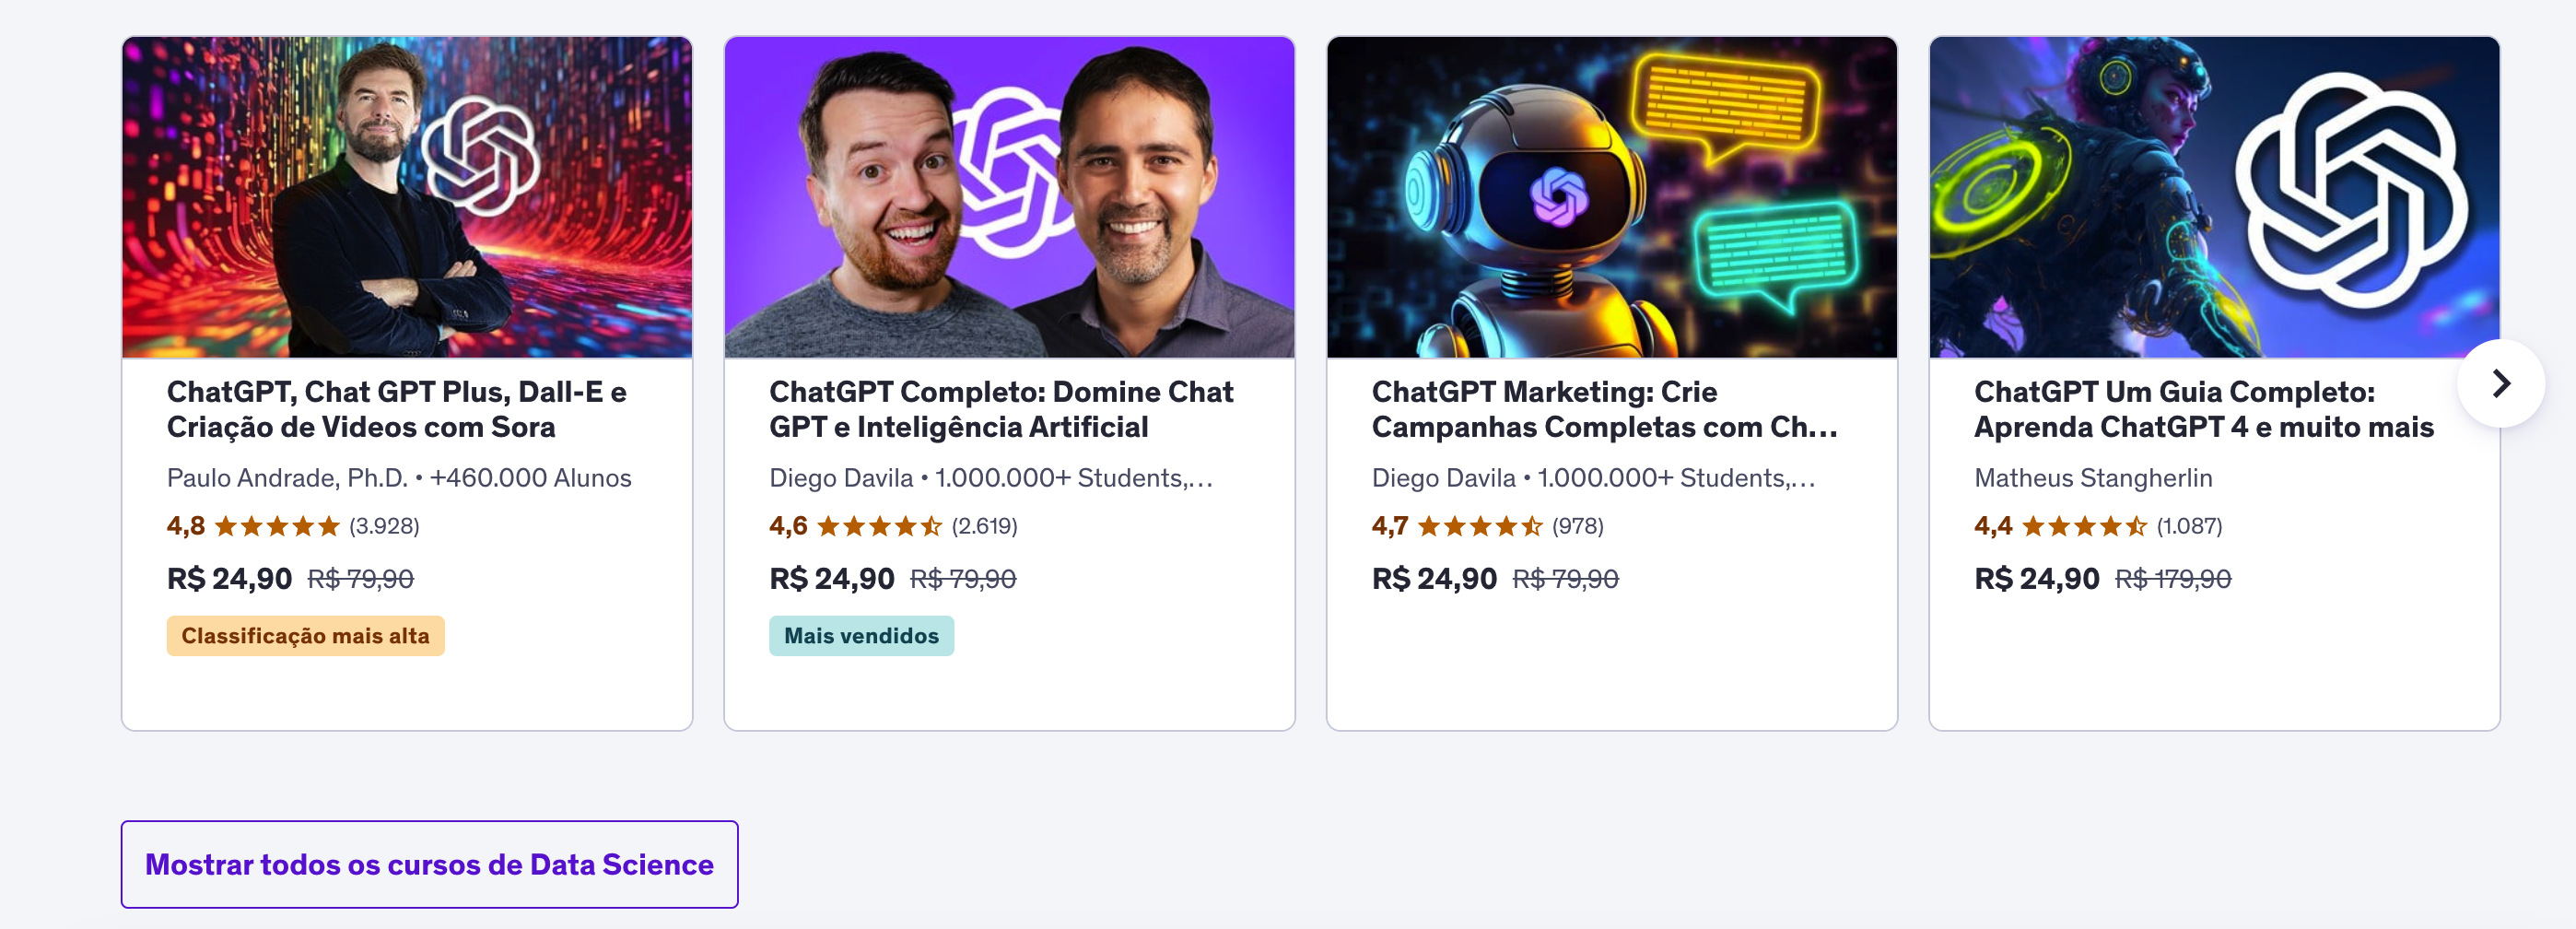 ChatGPT, Chat GPT Plus, Dall-E e
Criação de Videos com Sora
Paulo Andrade, Ph.D. • +460.000 Alunos
4,8 (3.928)
R$ 24,90 R$ 79,90
Classificação mais alta
ChatGPT Completo: Domine Chat
GPT e Inteligência Artificial
Diego Davila • 1.000.000+ Students,…
4,6 (2.619)
R$ 24,90 R$ 79,90
Mais vendidos
ChatGPT Marketing: Crie
Campanhas Completas com Ch…
Diego Davila • 1.000.000+ Students,…
4,7 (978)
R$ 24,90 R$ 79,90
ChatGPT Um Guia Completo:
Aprenda ChatGPT 4 e muito mais
Matheus Stangherlin
4,4 (1.087)
R$ 24,90 R$ 179,90
Mostrar todos os cursos de Data Science